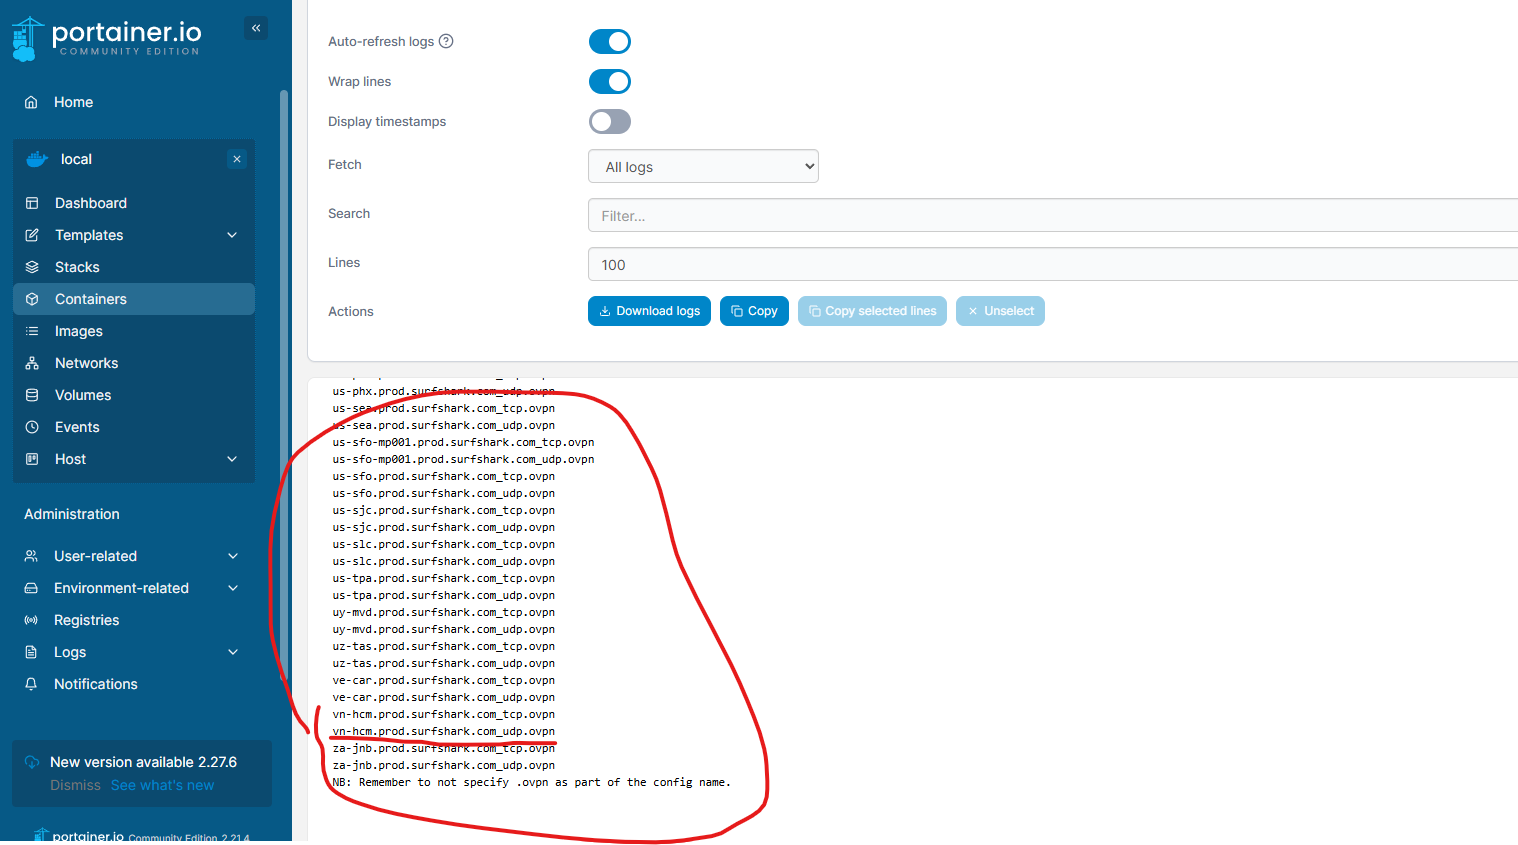 portainer.io
COMMUNITY EDITION
Home
local
Dashboard
Templates
Stacks
Containers
Images
Networks
Volumes
Events
Host
Administration
User-related
Environment-related
Registries
Logs
Notifications
New version available 2.27.6
Dismiss See what's new
portainer.io Community Edition 2.21.4
Auto-refresh logs
Wrap lines
Display timestamps
Fetch
All logs
Search
Filter...
Lines
100
Actions
Download logs
Copy
Copy selected lines
Unselect
us-phx.prod.surfshark.com_udp.ovpn
us-sea.prod.surfshark.com_tcp.ovpn
us-sea.prod.surfshark.com_udp.ovpn
us-sfo-mp001.prod.surfshark.com_tcp.ovpn
us-sfo-mp001.prod.surfshark.com_udp.ovpn
us-sfo.prod.surfshark.com_tcp.ovpn
us-sfo.prod.surfshark.com_udp.ovpn
us-sjc.prod.surfshark.com_tcp.ovpn
us-sjc.prod.surfshark.com_udp.ovpn
us-slc.prod.surfshark.com_tcp.ovpn
us-slc.prod.surfshark.com_udp.ovpn
us-tpa.prod.surfshark.com_tcp.ovpn
us-tpa.prod.surfshark.com_udp.ovpn
uy-mvd.prod.surfshark.com_tcp.ovpn
uy-mvd.prod.surfshark.com_udp.ovpn
uz-tas.prod.surfshark.com_tcp.ovpn
uz-tas.prod.surfshark.com_udp.ovpn
ve-car.prod.surfshark.com_tcp.ovpn
ve-car.prod.surfshark.com_udp.ovpn
vn-hcm.prod.surfshark.com_tcp.ovpn
vn-hcm.prod.surfshark.com_udp.ovpn
za-jnb.prod.surfshark.com_tcp.ovpn
za-jnb.prod.surfshark.com_udp.ovpn
NB: Remember to not specify .ovpn as part of the config name.